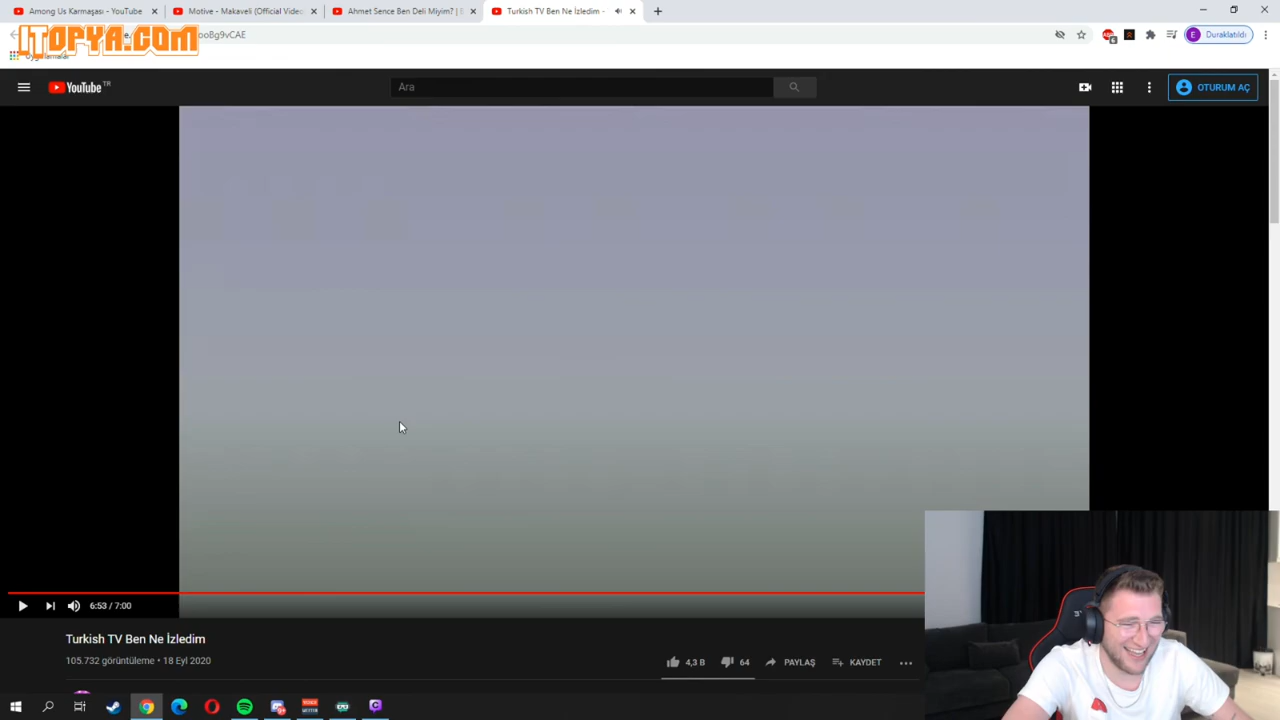 Among Us Karmaşası - YouTube
Motive - Makaveli (Official Video
Ahmet Sence Ben Deli Miyim? | S
Turkish TV Ben Ne İzledim -
İTOPYA.COM
ooBg9vCAE
Duraklatıldı
Uygulamalar
YouTube TR
Ara
OTURUM AÇ
6:53 / 7:00
Turkish TV Ben Ne İzledim
105.732 görüntüleme • 18 Eyl 2020
4,3 B
64
PAYLAŞ
KAYDET